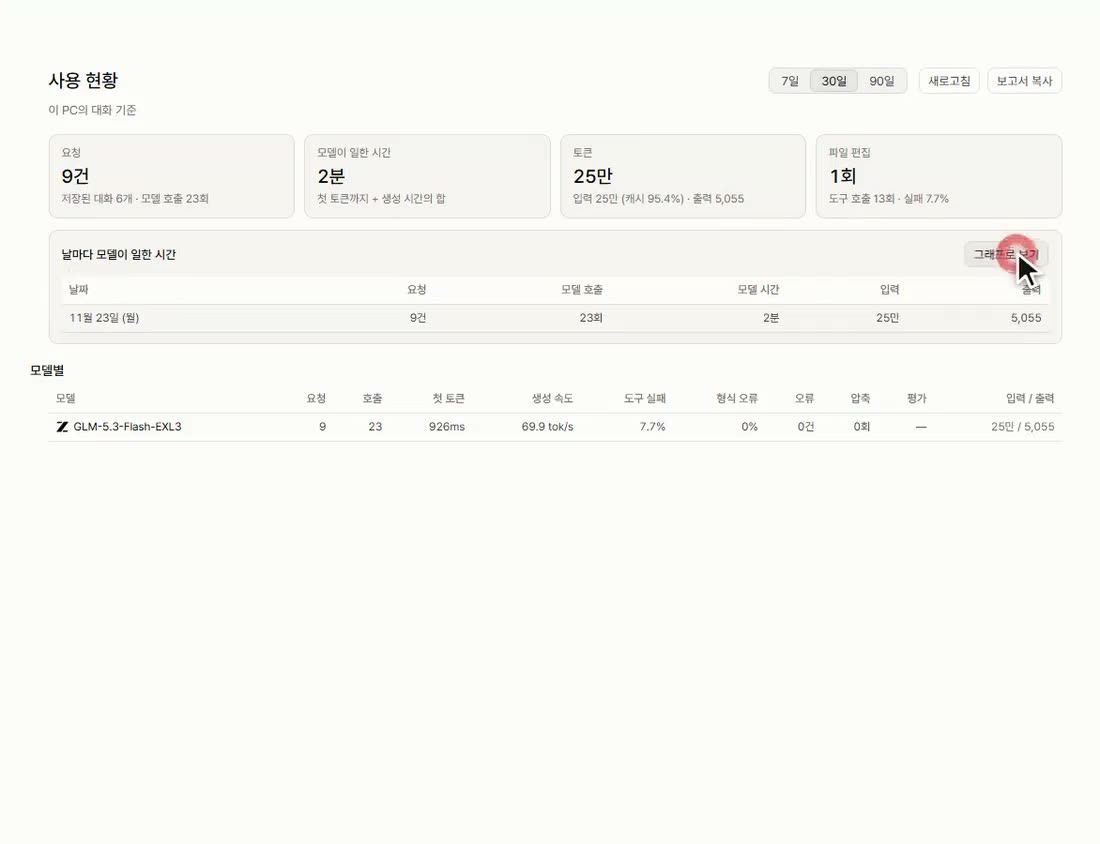 사용 현황
7일 30일 90일 새로고침 보고서 복사
이 PC의 대화 기준
요청 모델이 일한 시간 토큰 파일 편집
9건 2분 25만 1회
저장된 대화 6개 · 모델 호출 23회 첫 토큰까지 + 생성 시간의 합 입력 25만 (캐시 95.4%) · 출력 5,055 도구 호출 13회 · 실패 7.7%
날마다 모델이 일한 시간 그래프로 보기
날짜 요청 모델 호출 모델 시간 입력 출력
11월 23일 (월) 9건 23회 2분 25만 5,055
모델별
모델 요청 호출 첫 토큰 생성 속도 도구 실패 형식 오류 오류 압축 평가 입력 / 출력
GLM-5.3-Flash-EXL3 9 23 926ms 69.9 tok/s 7.7% 0% 0건 0회 — 25만 / 5,055